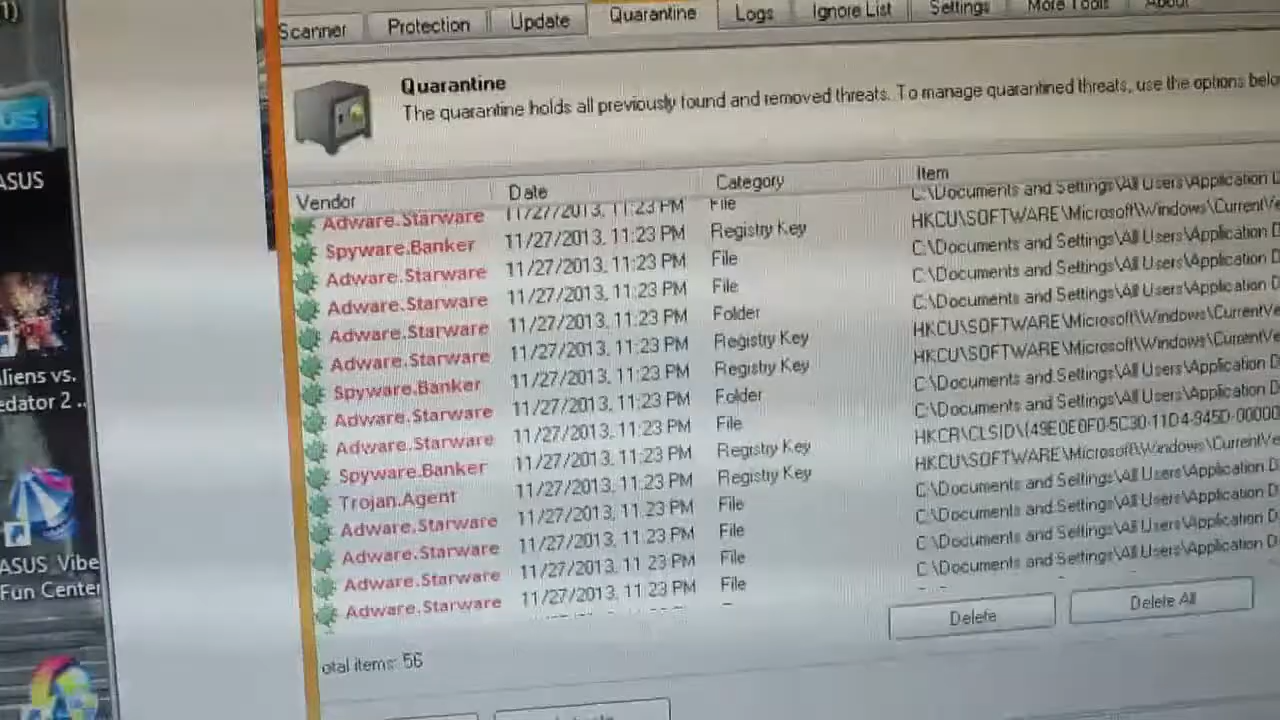 Scanner Protection Update Quarantine Logs Ignore List Settings More Tools About
Quarantine
The quarantine holds all previously found and removed threats. To manage quarantined threats, use the options belo
Vendor Date Category Item
Adware.Starware 11/27/2013, 11:23 PM File C:\Documents and Settings\All Users\Application D
Spyware.Banker 11/27/2013, 11:23 PM Registry Key HKCU\SOFTWARE\Microsoft\Windows\CurrentVe
Adware.Starware 11/27/2013, 11:23 PM File C:\Documents and Settings\All Users\Application D
Adware.Starware 11/27/2013, 11:23 PM File C:\Documents and Settings\All Users\Application D
Adware.Starware 11/27/2013, 11:23 PM Folder C:\Documents and Settings\All Users\Application D
Adware.Starware 11/27/2013, 11:23 PM Registry Key HKCU\SOFTWARE\Microsoft\Windows\CurrentVe
Spyware.Banker 11/27/2013, 11:23 PM Registry Key HKCU\SOFTWARE\Microsoft\Windows\CurrentVe
Adware.Starware 11/27/2013, 11:23 PM Folder C:\Documents and Settings\All Users\Application D
Adware.Starware 11/27/2013, 11:23 PM File C:\Documents and Settings\All Users\Application D
Spyware.Banker 11/27/2013, 11:23 PM Registry Key HKCR\CLSID\{49E0E0F0-5C30-11D4-945D-00000
Trojan.Agent 11/27/2013, 11:23 PM Registry Key HKCU\SOFTWARE\Microsoft\Windows\CurrentVe
Adware.Starware 11/27/2013, 11:23 PM File C:\Documents and Settings\All Users\Application D
Adware.Starware 11/27/2013, 11:23 PM File C:\Documents and Settings\All Users\Application D
Adware.Starware 11/27/2013, 11:23 PM File C:\Documents and Settings\All Users\Application D
Adware.Starware 11/27/2013, 11:23 PM File C:\Documents and Settings\All Users\Application D
Delete Delete All
otal items: 56
1)
US
ASUS
liens vs.
edator 2 ..
ASUS Vibe
Fun Center